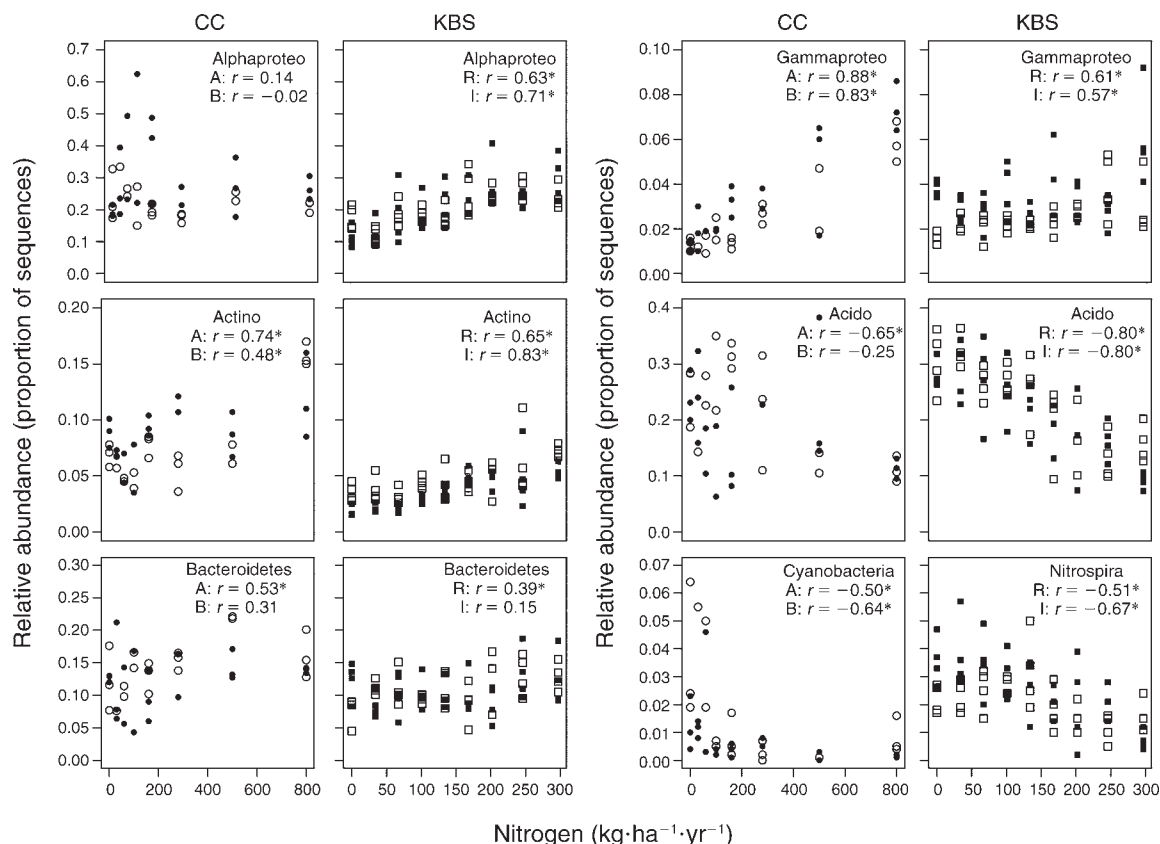 CC
KBS
CC
KBS
Relative abundance (proportion of sequences)
0.7
0.6
0.5
0.4
0.3
0.2
0.1
0.0
Alphaproteo
A: r = 0.14
B: r = −0.02
Alphaproteo
R: r = 0.63*
I: r = 0.71*
0.20
0.15
0.10
0.05
0.00
Actino
A: r = 0.74*
B: r = 0.48*
Actino
R: r = 0.65*
I: r = 0.83*
0.30
0.25
0.20
0.15
0.10
0.05
0.00
Bacteroidetes
A: r = 0.53*
B: r = 0.31
Bacteroidetes
R: r = 0.39*
I: r = 0.15
0 200 400 600 800
0 50 100 150 200 250 300
Relative abundance (proportion of sequences)
0.10
0.08
0.06
0.04
0.02
0.00
Gammaproteo
A: r = 0.88*
B: r = 0.83*
Gammaproteo
R: r = 0.61*
I: r = 0.57*
0.4
0.3
0.2
0.1
0.0
Acido
A: r = −0.65*
B: r = −0.25
Acido
R: r = −0.80*
I: r = −0.80*
0.07
0.06
0.05
0.04
0.03
0.02
0.01
0.00
Cyanobacteria
A: r = −0.50*
B: r = −0.64*
Nitrospira
R: r = −0.51*
I: r = −0.67*
0 200 400 600 800
0 50 100 150 200 250 300
Nitrogen (kg·ha⁻¹·yr⁻¹)